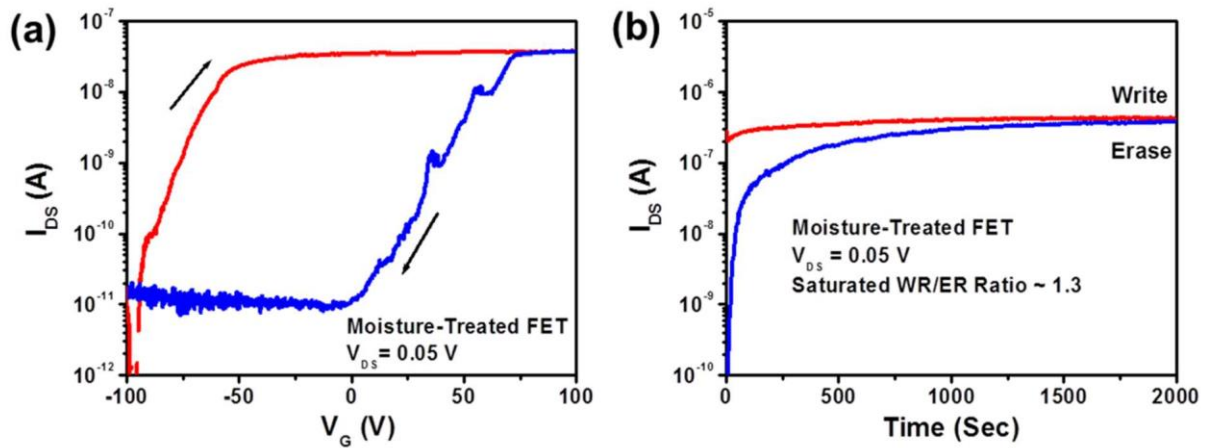 (a)
10⁻⁷
10⁻⁸
10⁻⁹
10⁻¹⁰
10⁻¹¹
10⁻¹²
I_DS (A)
Moisture-Treated FET
V_DS = 0.05 V
-100 -50 0 50 100
V_G (V)
(b)
10⁻⁵
10⁻⁶
10⁻⁷
10⁻⁸
10⁻⁹
10⁻¹⁰
I_DS (A)
Write
Erase
Moisture-Treated FET
V_DS = 0.05 V
Saturated WR/ER Ratio ~ 1.3
0 500 1000 1500 2000
Time (Sec)